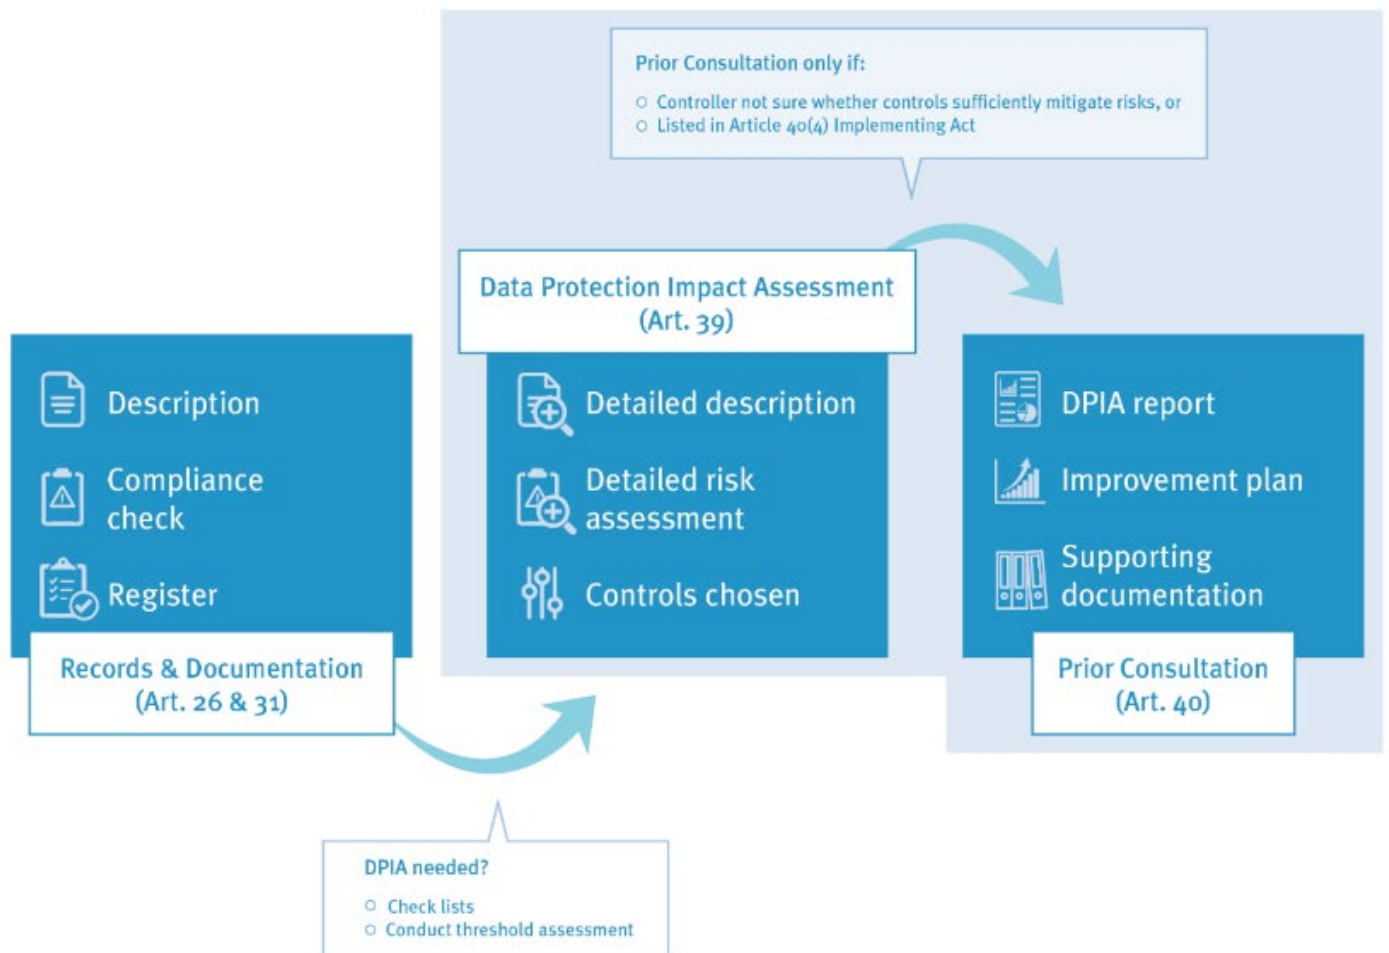 Prior Consultation only if:
Controller not sure whether controls sufficiently mitigate risks, or
Listed in Article 40(4) Implementing Act
Data Protection Impact Assessment
(Art. 39)
Description
Compliance
check
Register
Records & Documentation
(Art. 26 & 31)
Detailed description
Detailed risk
assessment
Controls chosen
DPIA report
Improvement plan
Supporting
documentation
Prior Consultation
(Art. 40)
DPIA needed?
Check lists
Conduct threshold assessment